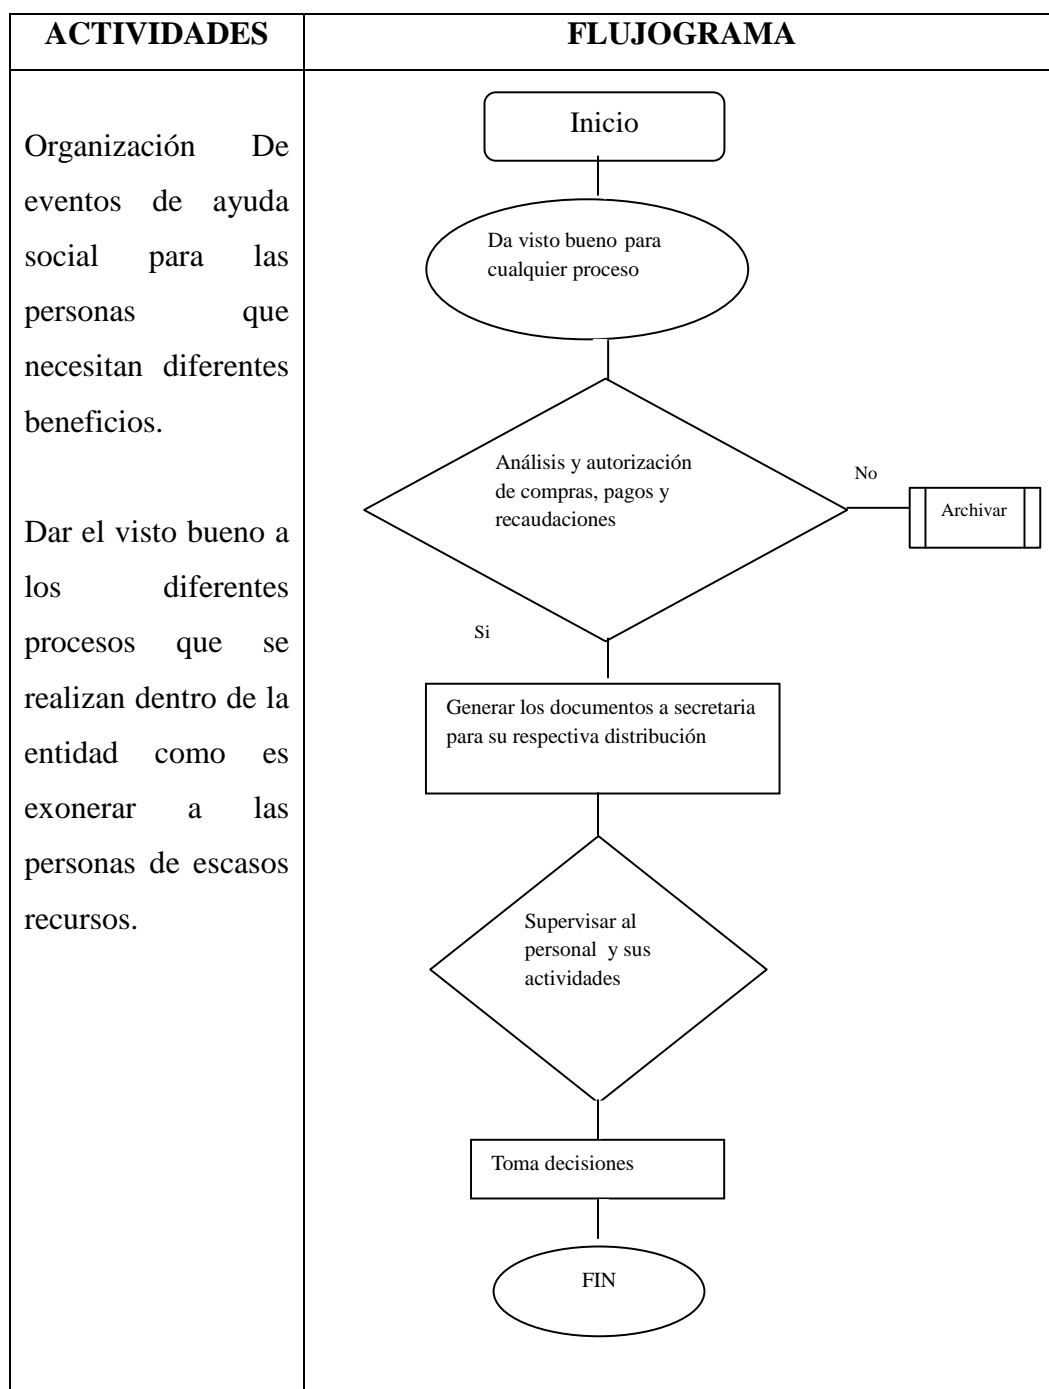 ACTIVIDADES
FLUJOGRAMA
Organización De
eventos de ayuda
social para las
personas que
necesitan diferentes
beneficios.
Dar el visto bueno a
los diferentes
procesos que se
realizan dentro de la
entidad como es
exonerar a las
personas de escasos
recursos.
Inicio
Da visto bueno para
cualquier proceso
Análisis y autorización
de compras, pagos y
recaudaciones
No
Archivar
Si
Generar los documentos a secretaria
para su respectiva distribución
Supervisar al
personal y sus
actividades
Toma decisiones
FIN